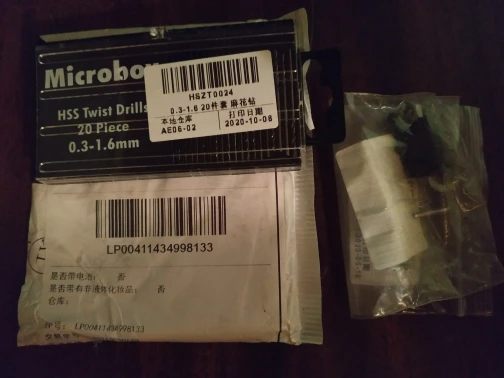 Microbox
HSS Twist Drills
20 Piece
0.3-1.6mm
HSZT0024
0.3-1.6 20件套 麻花钻
本地仓库
AE06-02
打印日期
2020-10-08
LP00411434998133
是否带电池: 否
是否带有非液体化妆品: 否
仓库:
LP00411434998133